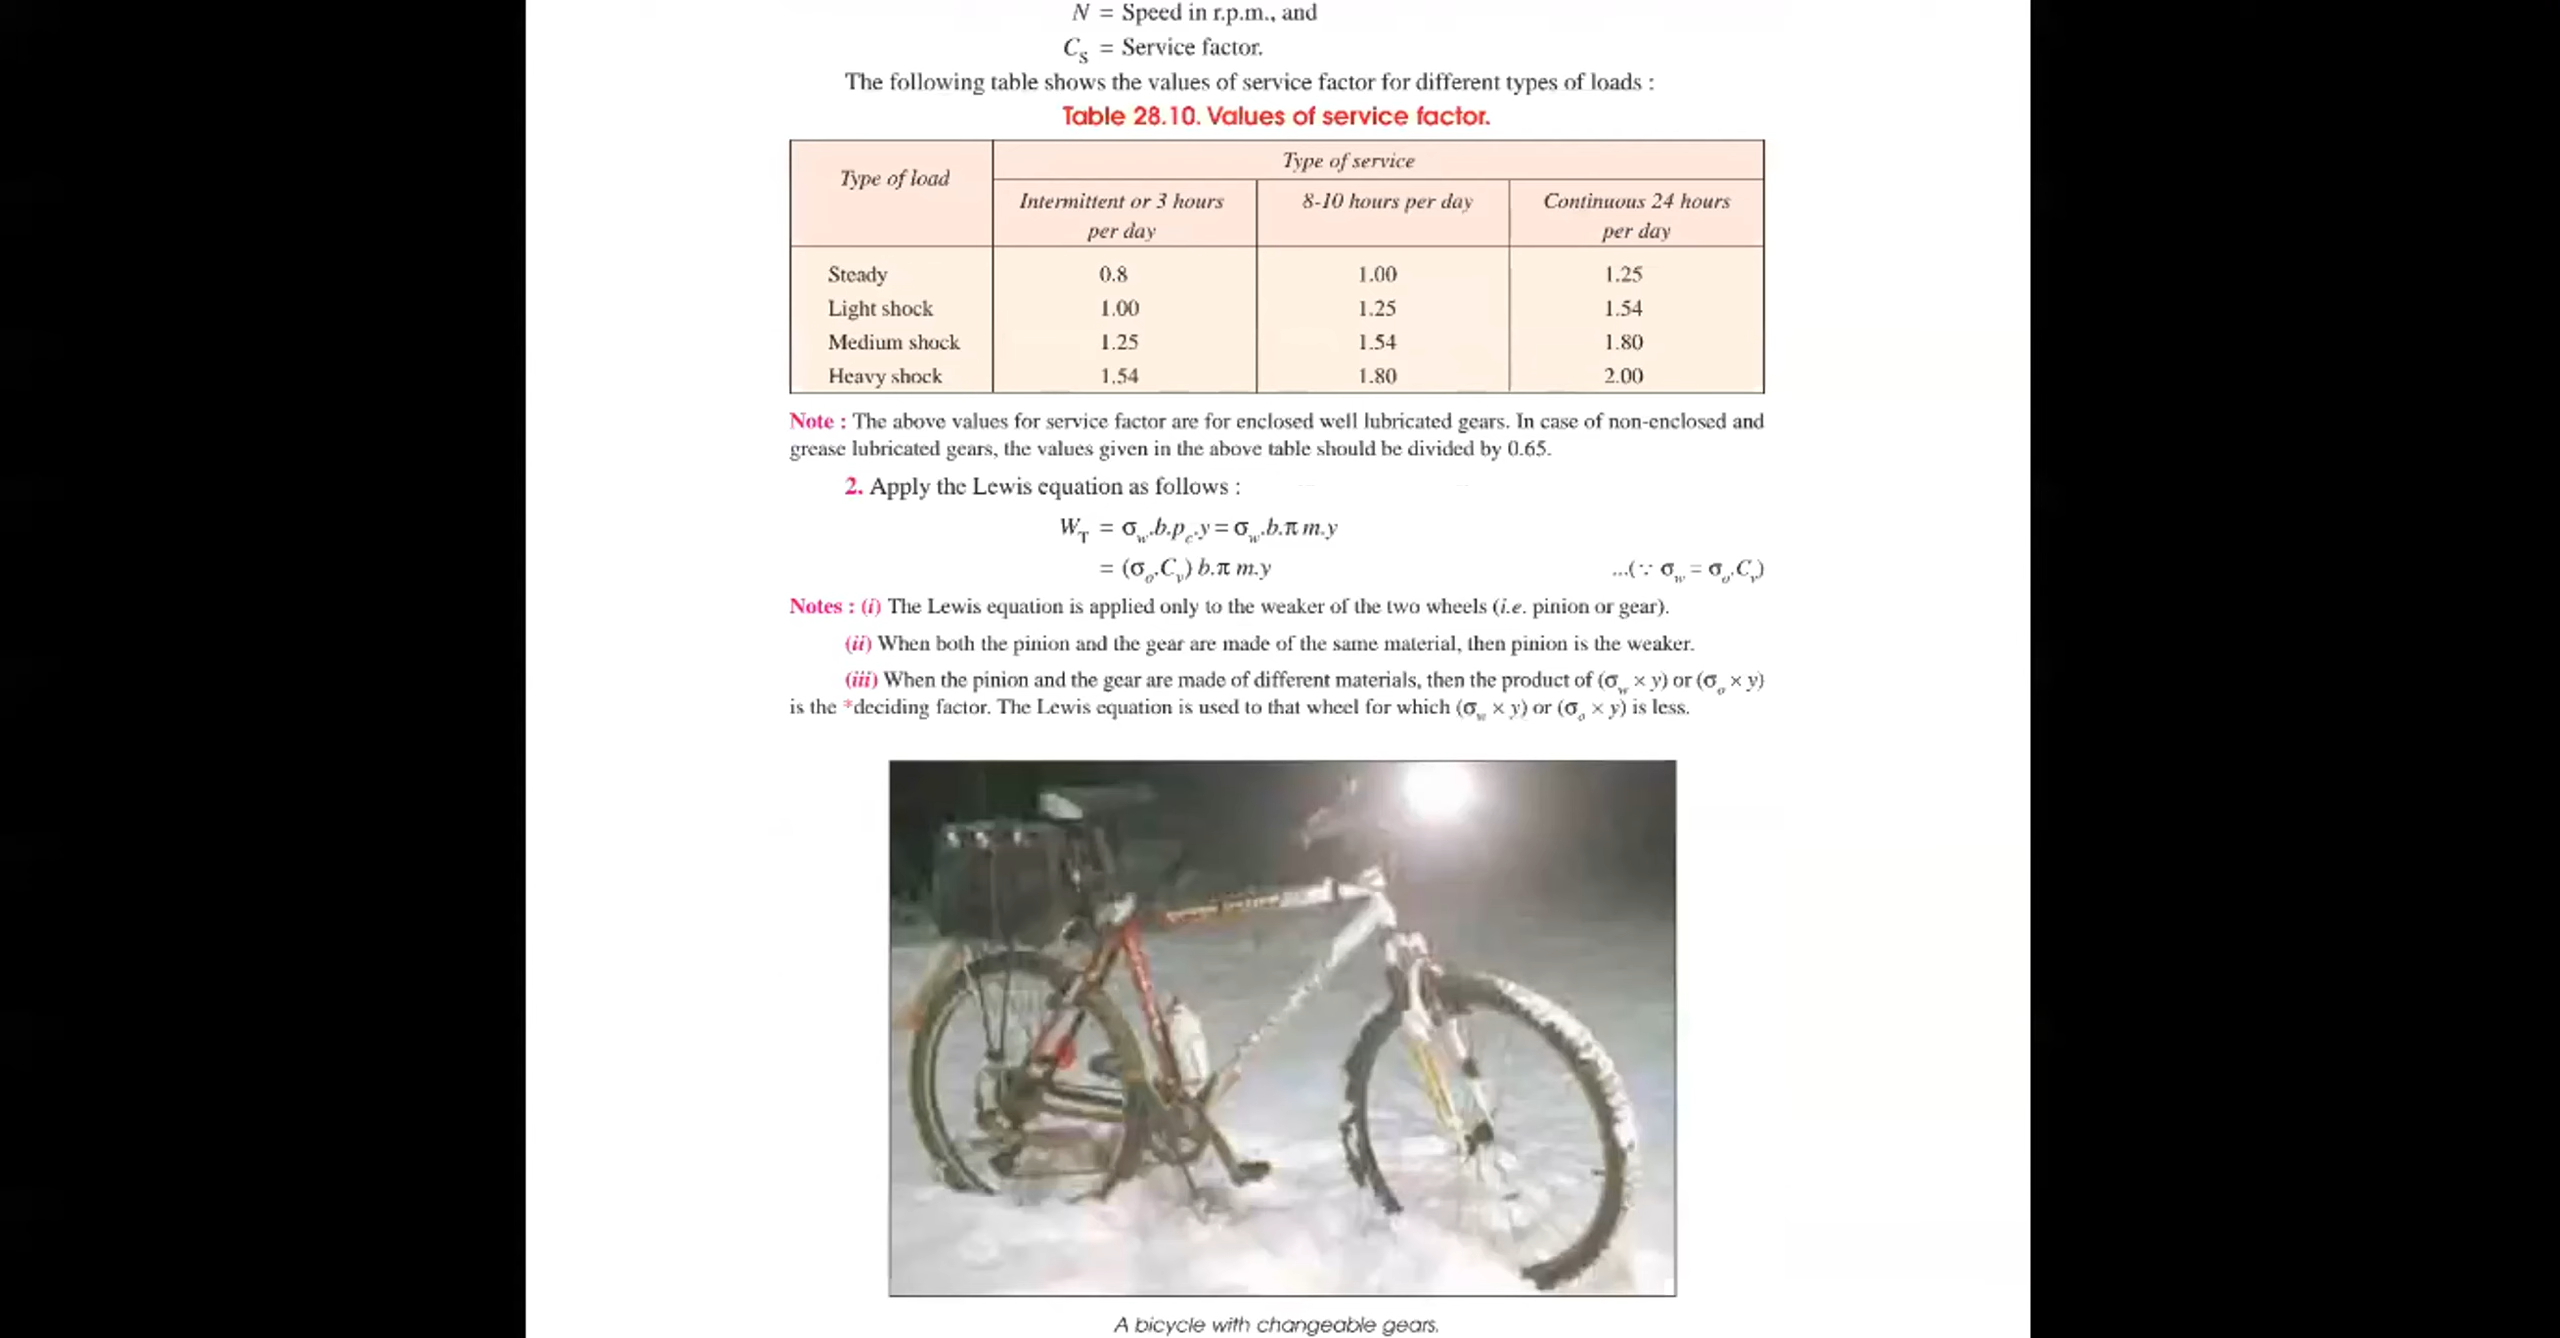 N = Speed in r.p.m., and
C_S = Service factor.
The following table shows the values of service factor for different types of loads :
Table 28.10. Values of service factor.
Type of load
Type of service
Intermittent or 3 hours per day
8-10 hours per day
Continuous 24 hours per day
Steady 0.8 1.00 1.25
Light shock 1.00 1.25 1.54
Medium shock 1.25 1.54 1.80
Heavy shock 1.54 1.80 2.00
Note : The above values for service factor are for enclosed well lubricated gears. In case of non-enclosed and
grease lubricated gears, the values given in the above table should be divided by 0.65.
2. Apply the Lewis equation as follows :
W_T = σ_w.b.p_c.y = σ_w.b.π m.y
= (σ_o.C_v) b.π m.y ...(∵ σ_w = σ_o.C_v)
Notes : (i) The Lewis equation is applied only to the weaker of the two wheels (i.e. pinion or gear).
(ii) When both the pinion and the gear are made of the same material, then pinion is the weaker.
(iii) When the pinion and the gear are made of different materials, then the product of (σ_w × y) or (σ_o × y)
is the *deciding factor. The Lewis equation is used to that wheel for which (σ_w × y) or (σ_o × y) is less.
A bicycle with changeable gears.